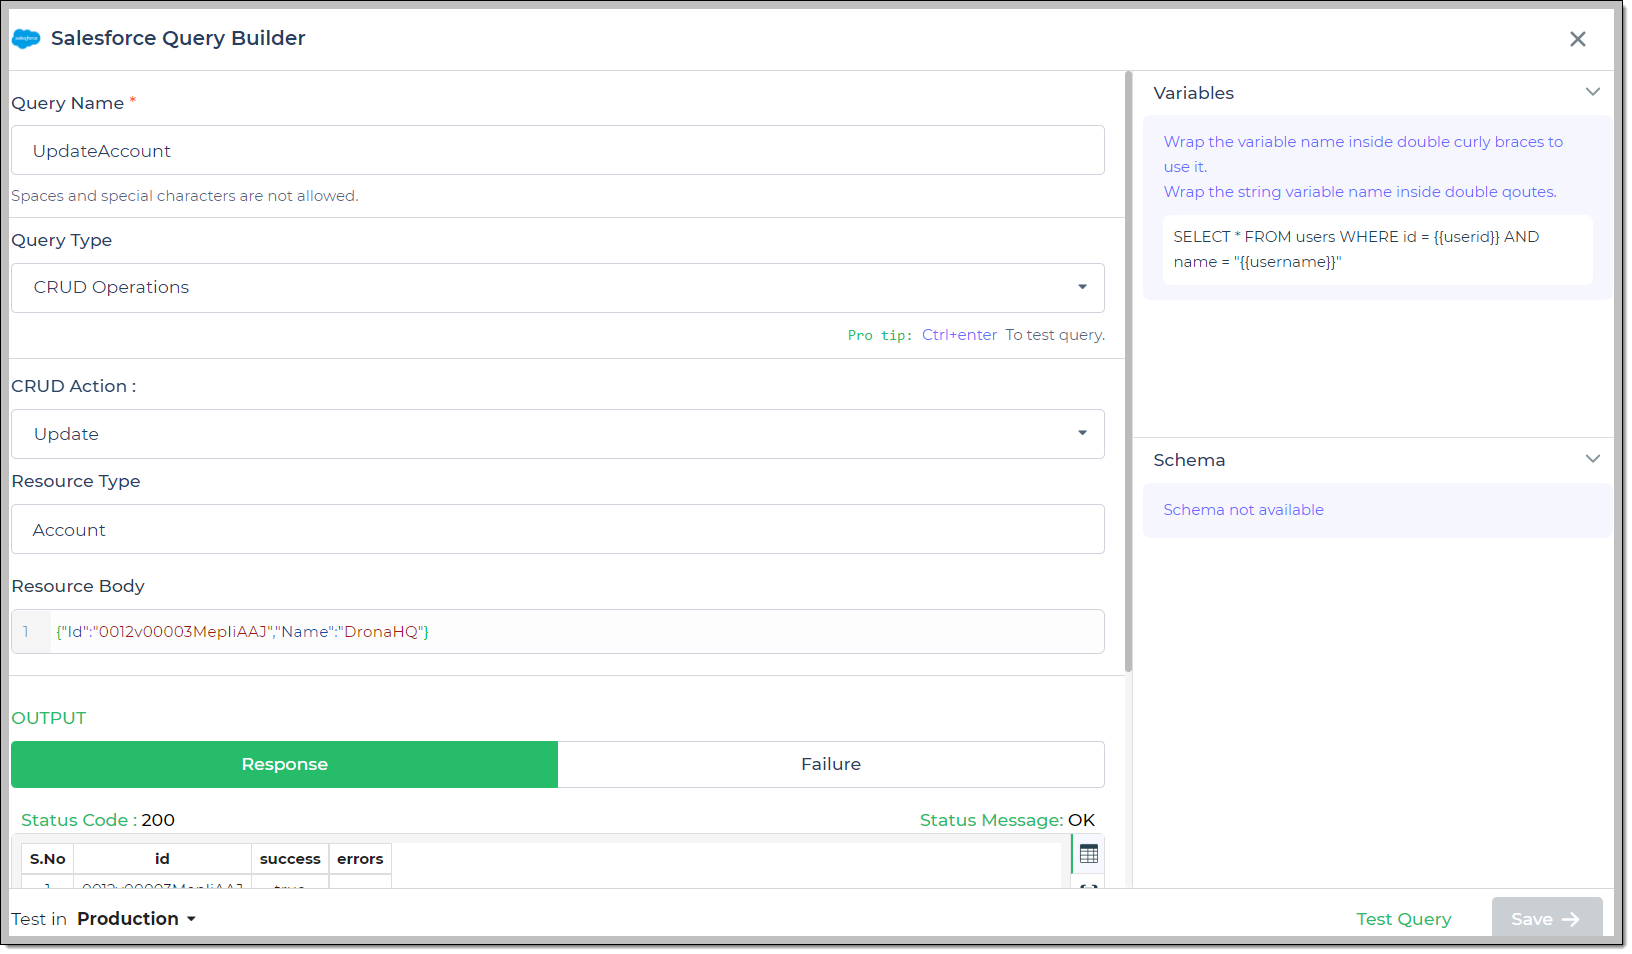 Salesforce Query Builder
Query Name *
UpdateAccount
Spaces and special characters are not allowed.
Query Type
CRUD Operations
Pro tip: Ctrl+enter To test query.
CRUD Action :
Update
Resource Type
Account
Resource Body
1 {"Id":"0012v00003MepIiAAJ","Name":"DronaHQ"}
OUTPUT
Response Failure
Status Code : 200 Status Message: OK
S.No id success errors
1 0012v00003MepIiAAJ true
Test in Production
Test Query
Save
Variables
Wrap the variable name inside double curly braces to
use it.
Wrap the string variable name inside double qoutes.
SELECT * FROM users WHERE id = {{userid}} AND
name = "{{username}}"
Schema
Schema not available